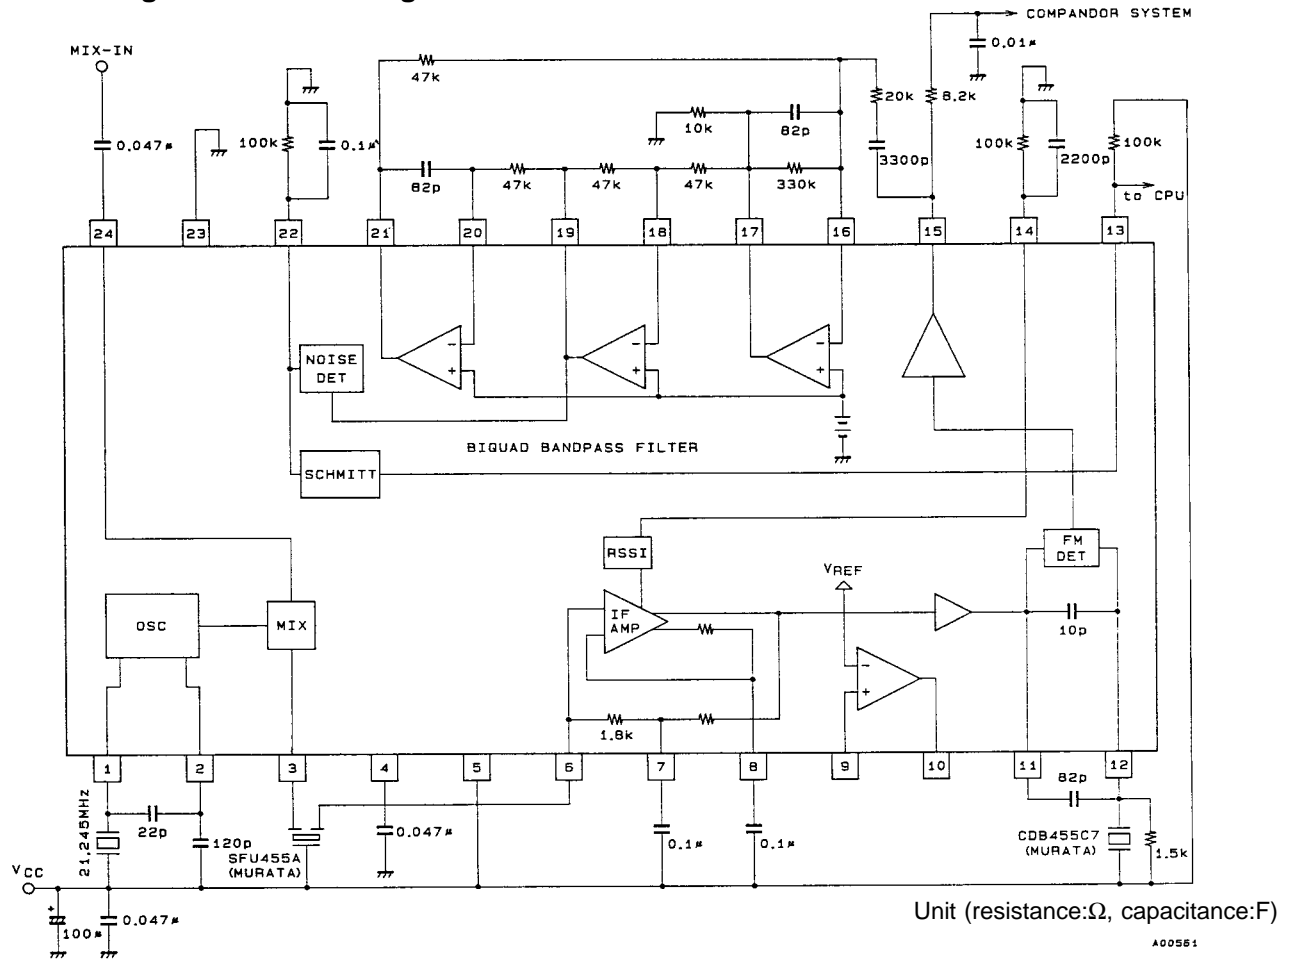 COMPANDOR SYSTEM
MIX-IN
0.01μ
47k
20k
8.2k
10k
82p
0.047μ
100k
0.1μ
3300p
100k
2200p
100k
82p
47k
47k
47k
330k
to CPU
24
23
22
21
20
19
18
17
16
15
14
13
NOISE
DET
-
+
-
+
-
+
BIQUAD BANDPASS FILTER
SCHMITT
RSSI
VREF
FM
DET
OSC
MIX
IF
AMP
10p
-
+
1.8k
1
2
3
4
5
6
7
8
9
10
11
12
21.245MHz
22p
120p
SFU455A
(MURATA)
0.047μ
0.1μ
0.1μ
82p
CDB455C7
(MURATA)
1.5k
VCC
+
100μ
0.047μ
Unit (resistance:Ω, capacitance:F)
A00561